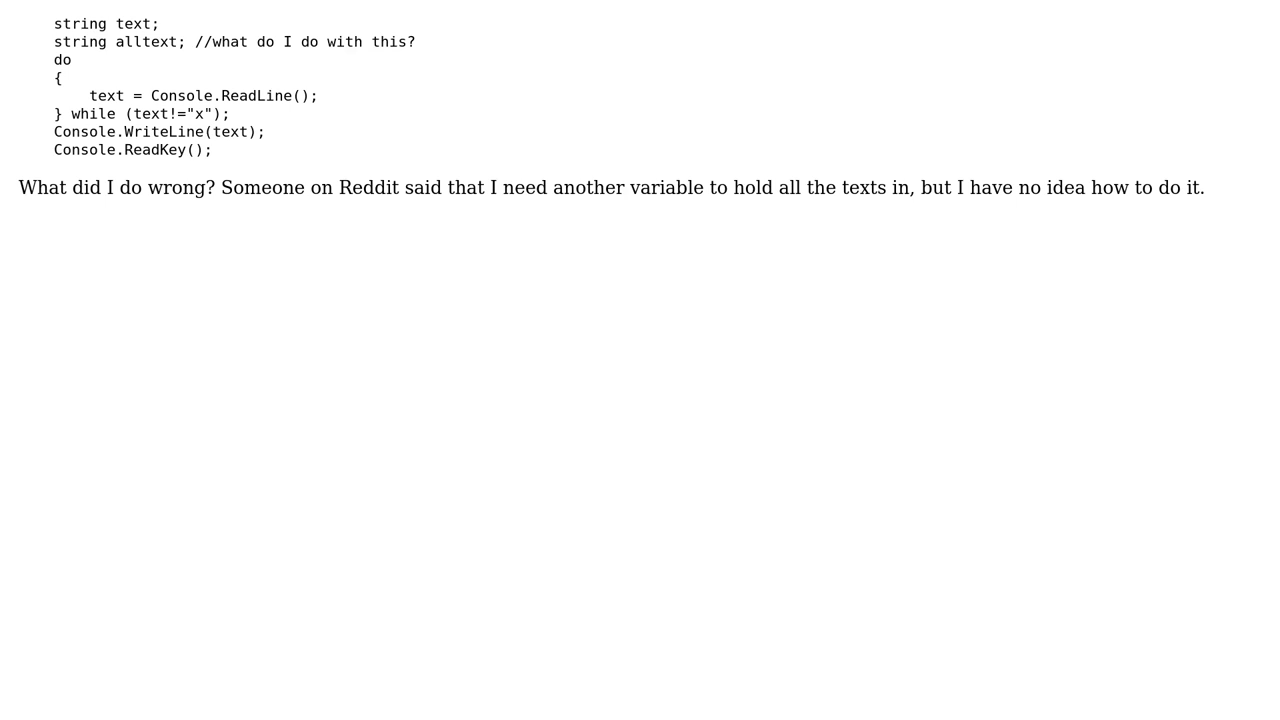 string text;
string alltext; //what do I do with this?
do
{
    text = Console.ReadLine();
} while (text!="x");
Console.WriteLine(text);
Console.ReadKey();
What did I do wrong? Someone on Reddit said that I need another variable to hold all the texts in, but I have no idea how to do it.